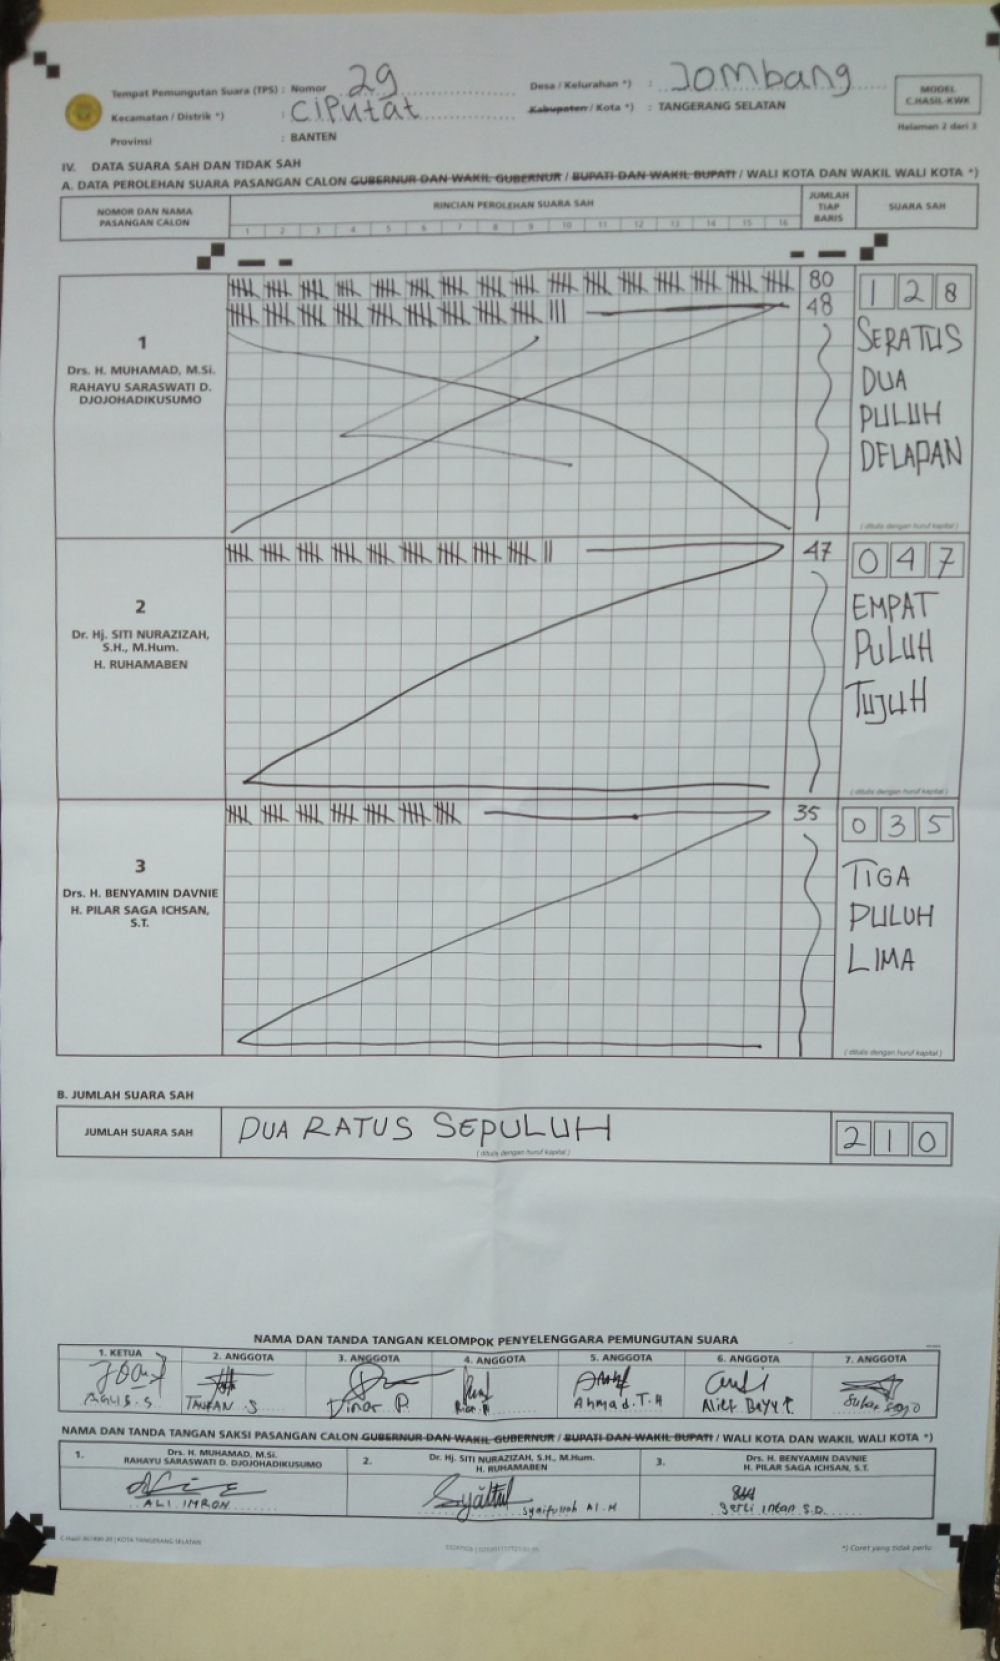 Tempat Pemungutan Suara (TPS) : Nomor 29
Desa / Kelurahan *) : Jombang
Kecamatan / Distrik *) : CIPUtat
Kabupaten / Kota *) : TANGERANG SELATAN
Provinsi : BANTEN
MODEL
C.HASIL-KWK
Halaman 2 dari 3
IV. DATA SUARA SAH DAN TIDAK SAH
A. DATA PEROLEHAN SUARA PASANGAN CALON GUBERNUR DAN WAKIL GUBERNUR / BUPATI DAN WAKIL BUPATI / WALI KOTA DAN WAKIL WALI KOTA *)
NOMOR DAN NAMA
PASANGAN CALON
RINCIAN PEROLEHAN SUARA SAH
1 2 3 4 5 6 7 8 9 10 11 12 13 14 15 16
JUMLAH
TIAP
BARIS
SUARA SAH
1
Drs. H. MUHAMAD, M.Si.
RAHAYU SARASWATI D.
DJOJOHADIKUSUMO
80
48
1 2 8
SERATUS
DUA
PULUH
DELAPAN
(ditulis dengan huruf kapital)
2
Dr. Hj. SITI NURAZIZAH,
S.H., M.Hum.
H. RUHAMABEN
47
0 4 7
EMPAT
PULUH
TUJUH
(ditulis dengan huruf kapital)
3
Drs. H. BENYAMIN DAVNIE
H. PILAR SAGA ICHSAN,
S.T.
35
0 3 5
TIGA
PULUH
LIMA
(ditulis dengan huruf kapital)
B. JUMLAH SUARA SAH
JUMLAH SUARA SAH
DUA RATUS SEPULUH
(ditulis dengan huruf kapital)
2 1 0
NAMA DAN TANDA TANGAN KELOMPOK PENYELENGGARA PEMUNGUTAN SUARA
1. KETUA 2. ANGGOTA 3. ANGGOTA 4. ANGGOTA 5. ANGGOTA 6. ANGGOTA 7. ANGGOTA
AGUS.S TAUFAN .S Dinar P. Ahmad.T.H
NAMA DAN TANDA TANGAN SAKSI PASANGAN CALON GUBERNUR DAN WAKIL GUBERNUR / BUPATI DAN WAKIL BUPATI / WALI KOTA DAN WAKIL WALI KOTA *)
1. Drs. H. MUHAMAD, M.Si.
RAHAYU SARASWATI D. DJOJOHADIKUSUMO
2. Dr. Hj. SITI NURAZIZAH, S.H., M.Hum.
H. RUHAMABEN
3. Drs. H. BENYAMIN DAVNIE
H. PILAR SAGA ICHSAN, S.T.
ALI IMRON
Syaifullah Al.H
Serli intan S.D.
KOTA TANGERANG SELATAN
*) Coret yang tidak perlu